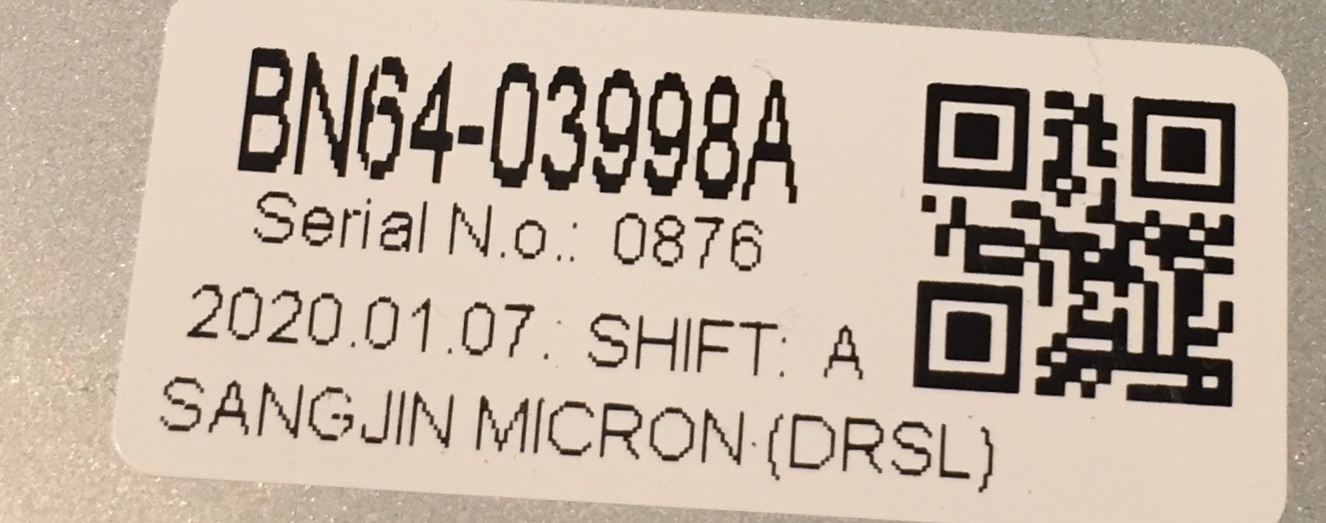 BN64-03998A
Serial N.o.: 0876
2020.01.07. SHIFT: A
SANGJIN MICRON (DRSL)